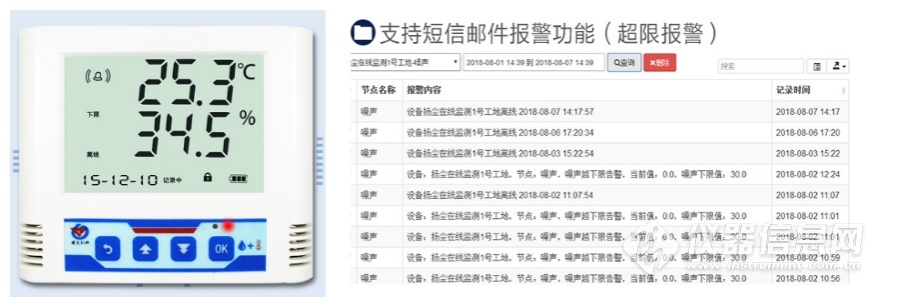 25.3℃
下限
34.5%
离线
15-12-10 记录中
OK
支持短信邮件报警功能（超限报警）
尘在线监测1号工地-噪声 2018-08-01 14:39 到 2018-08-07 14:39 查询 删除 搜索
节点名称 报警内容 记录时间
噪声 设备扬尘在线监测1号工地离线 2018-08-07 14:17:57 2018-08-07 14:17
噪声 设备扬尘在线监测1号工地离线 2018-08-06 17:20:34 2018-08-06 17:20
噪声 设备扬尘在线监测1号工地离线 2018-08-03 15:22:54 2018-08-03 15:22
噪声 设备：扬尘在线监测1号工地，节点：噪声，噪声越下限告警，当前值：0.0，噪声下限值：30.0 2018-08-02 12:24
噪声 设备扬尘在线监测1号工地离线 2018-08-02 11:07:54 2018-08-02 11:07
噪声 设备：扬尘在线监测1号工地，节点：噪声，噪声越下限告警，当前值：0.0，噪声下限值：30.0 2018-08-02 11:01
噪声 设备：扬尘在线监测1号工地，节点：噪声，噪声越下限告警，当前值：0.0，噪声下限值：30.0 2018-08-02 11:01
噪声 设备：扬尘在线监测1号工地，节点：噪声，噪声越下限告警，当前值：0.0，噪声下限值：30.0 2018-08-02 10:59
噪声 设备：扬尘在线监测1号工地，节点：噪声，噪声越下限告警，当前值：0.0，噪声下限值：30.0 2018-08-02 10:56
仪器信息网
www.instrument.com.cn